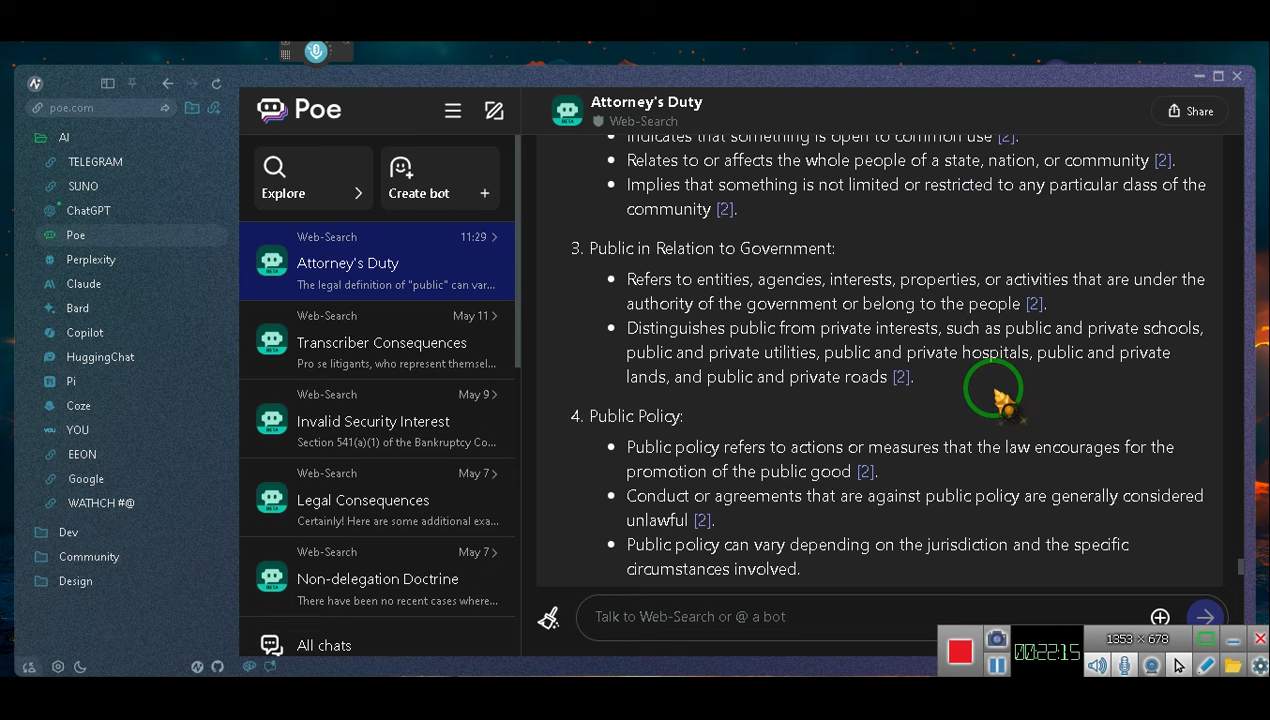 poe.com
AI
TELEGRAM
SUNO
ChatGPT
Poe
Perplexity
Claude
Bard
Copilot
HuggingChat
Pi
Coze
YOU
YOU
EEON
Google
WATHCH #@
Dev
Community
Design
Poe
BETA
Explore
Create bot
Web-Search
11:29
Attorney's Duty
The legal definition of "public" can var...
Web-Search
May 11
Transcriber Consequences
Pro se litigants, who represent themsel...
Web-Search
May 9
Invalid Security Interest
Section 541(a)(1) of the Bankruptcy Co...
Web-Search
May 7
Legal Consequences
Certainly! Here are some additional exa...
Web-Search
May 7
Non-delegation Doctrine
There have been no recent cases where...
All chats
Attorney's Duty
Web-Search
Share
• Indicates that something is open to common use [2].
• Relates to or affects the whole people of a state, nation, or community [2].
• Implies that something is not limited or restricted to any particular class of the
community [2].
3. Public in Relation to Government:
• Refers to entities, agencies, interests, properties, or activities that are under the
authority of the government or belong to the people [2].
• Distinguishes public from private interests, such as public and private schools,
public and private utilities, public and private hospitals, public and private
lands, and public and private roads [2].
4. Public Policy:
• Public policy refers to actions or measures that the law encourages for the
promotion of the public good [2].
• Conduct or agreements that are against public policy are generally considered
unlawful [2].
• Public policy can vary depending on the jurisdiction and the specific
circumstances involved.
Talk to Web-Search or @ a bot
00:22:15
1353 × 678